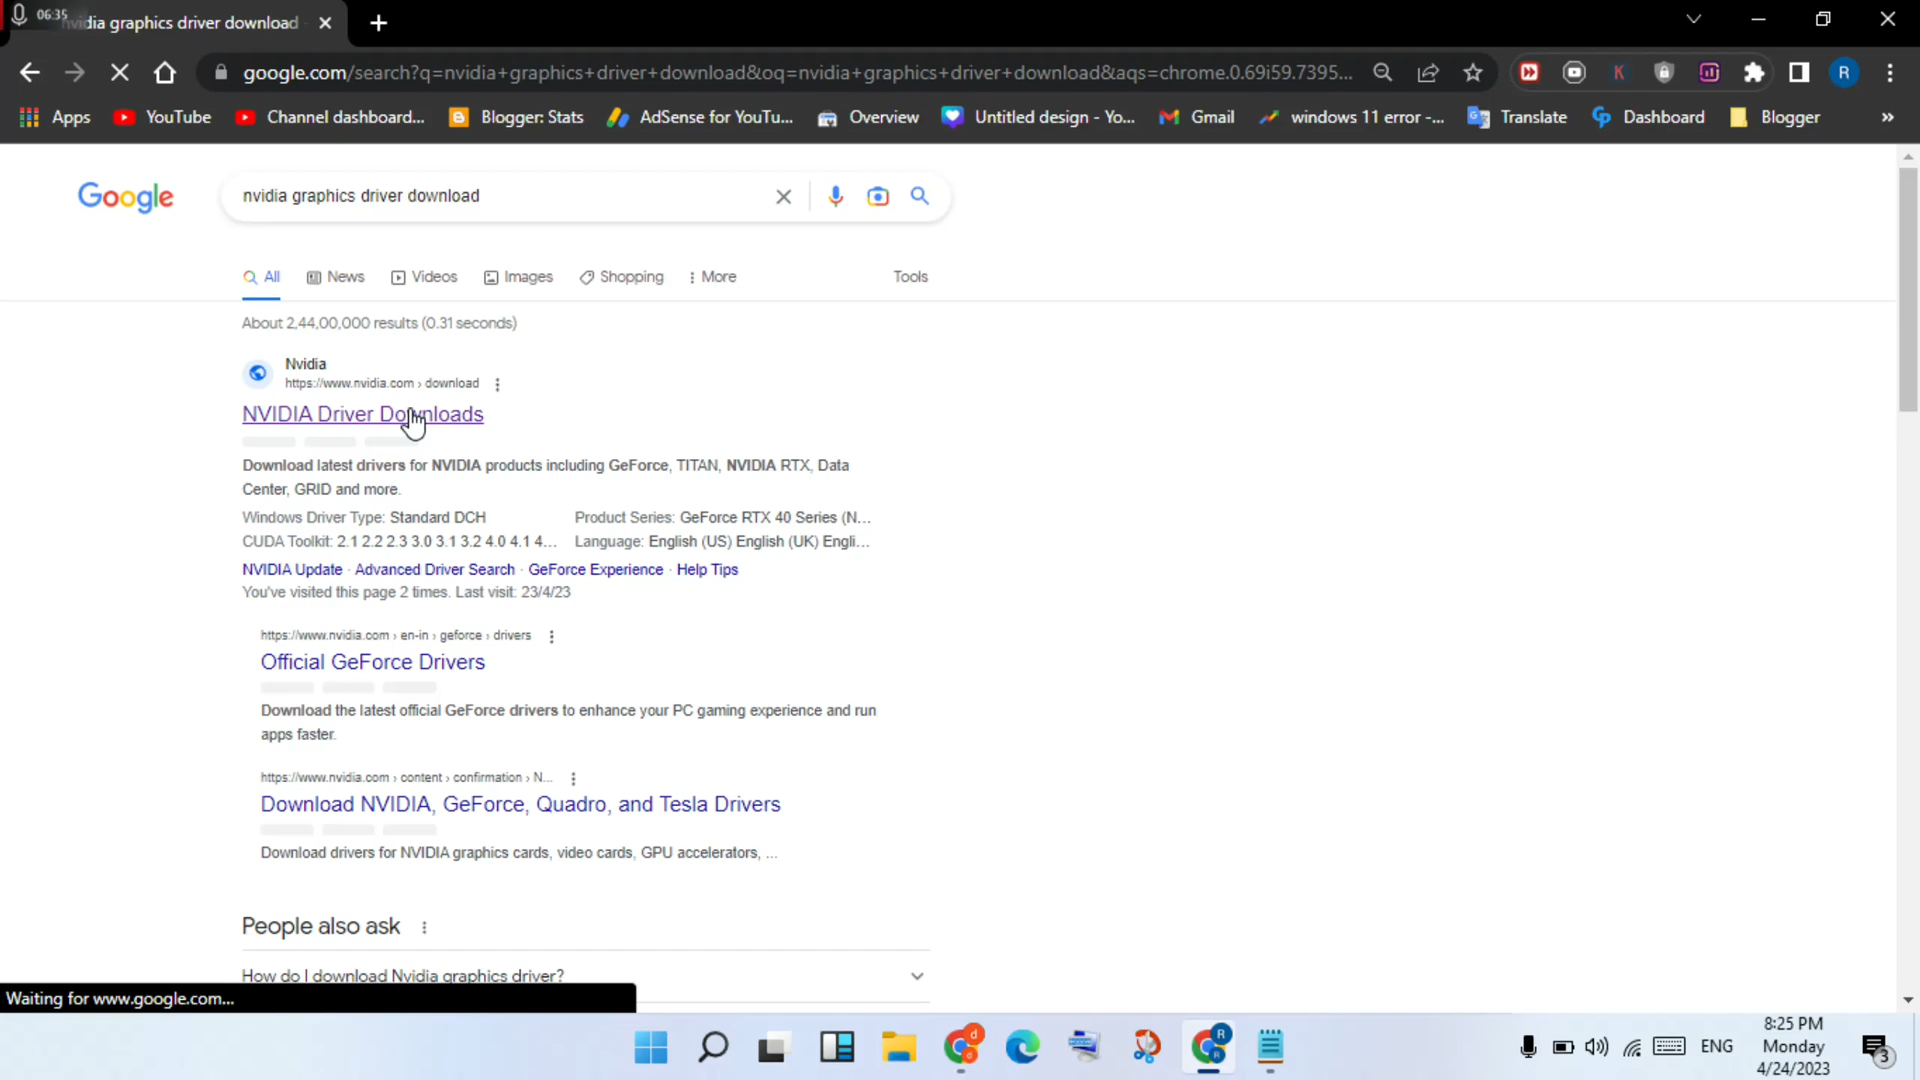 06:35
nvidia graphics driver download
google.com/search?q=nvidia+graphics+driver+download&oq=nvidia+graphics+driver+download&aqs=chrome.0.69i59.7395...
R
Apps YouTube Channel dashboard... Blogger: Stats AdSense for YouTu... Overview Untitled design - Yo... Gmail windows 11 error -... Translate Dashboard Blogger »
Google
nvidia graphics driver download
All News Videos Images Shopping More Tools
About 2,44,00,000 results (0.31 seconds)
Nvidia
https://www.nvidia.com › download
NVIDIA Driver Downloads
Download latest drivers for NVIDIA products including GeForce, TITAN, NVIDIA RTX, Data
Center, GRID and more.
Windows Driver Type: Standard DCH Product Series: GeForce RTX 40 Series (N...
CUDA Toolkit: 2.1 2.2 2.3 3.0 3.1 3.2 4.0 4.1 4... Language: English (US) English (UK) Engli...
NVIDIA Update · Advanced Driver Search · GeForce Experience · Help Tips
You've visited this page 2 times. Last visit: 23/4/23
https://www.nvidia.com › en-in › geforce › drivers
Official GeForce Drivers
Download the latest official GeForce drivers to enhance your PC gaming experience and run
apps faster.
https://www.nvidia.com › content › confirmation › N...
Download NVIDIA, GeForce, Quadro, and Tesla Drivers
Download drivers for NVIDIA graphics cards, video cards, GPU accelerators, ...
People also ask
How do I download Nvidia graphics driver?
Waiting for www.google.com...
ENG
8:25 PM
Monday
4/24/2023
3